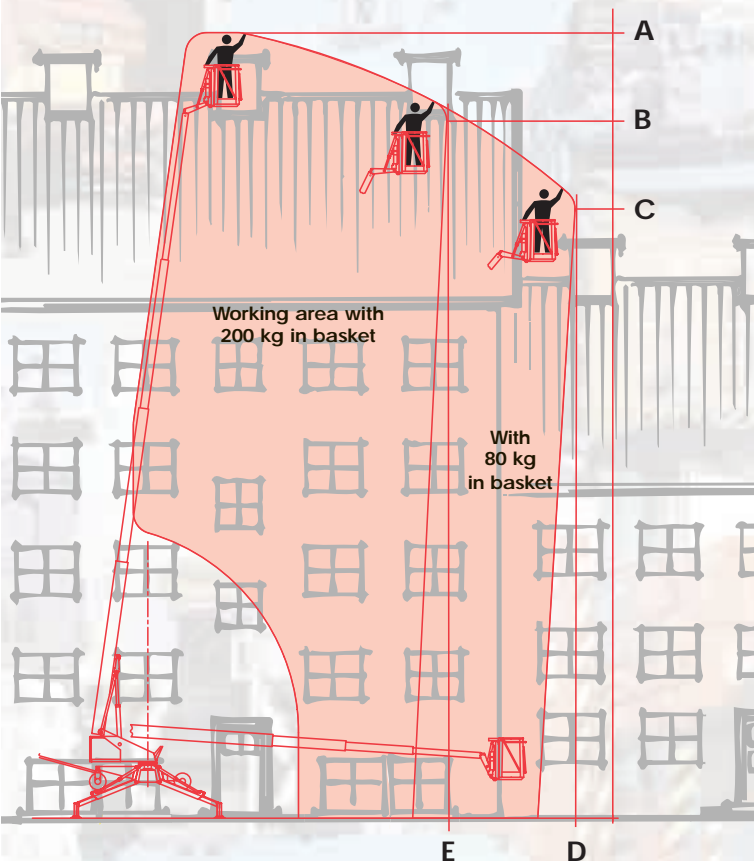 A
B
C
Working area with
200 kg in basket
With
80 kg
in basket
E
D